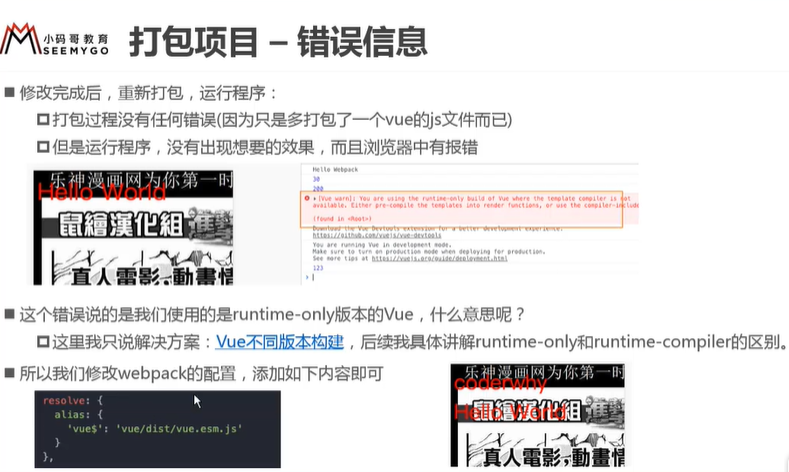 小码哥教育
SEEMYGO
打包项目 – 错误信息
修改完成后，重新打包，运行程序：
打包过程没有任何错误(因为只是多打包了一个vue的js文件而已)
但是运行程序，没有出现想要的效果，而且浏览器中有报错
乐神漫画网为你第一时
Hello World
鼠繪漢化組 進
真人電影,動畫情
Hello Webpack
30
200
[Vue warn]: You are using the runtime-only build of Vue where the template compiler is not
available. Either pre-compile the templates into render functions, or use the compiler-include
(found in <Root>)
Download the Vue Devtools extension for a better development experience:
https://github.com/vuejs/vue-devtools
You are running Vue in development mode.
Make sure to turn on production mode when deploying for production.
See more tips at https://vuejs.org/guide/deployment.html
123
这个错误说的是我们使用的是runtime-only版本的Vue，什么意思呢？
这里我只说解决方案：Vue不同版本构建，后续我具体讲解runtime-only和runtime-compiler的区别。
所以我们修改webpack的配置，添加如下内容即可
resolve: {
alias: {
'vue$': 'vue/dist/vue.esm.js'
}
},
乐神漫画网为你第一时
coderwhy
Hello World
鼠繪漢化組 進
真人電影,動畫情